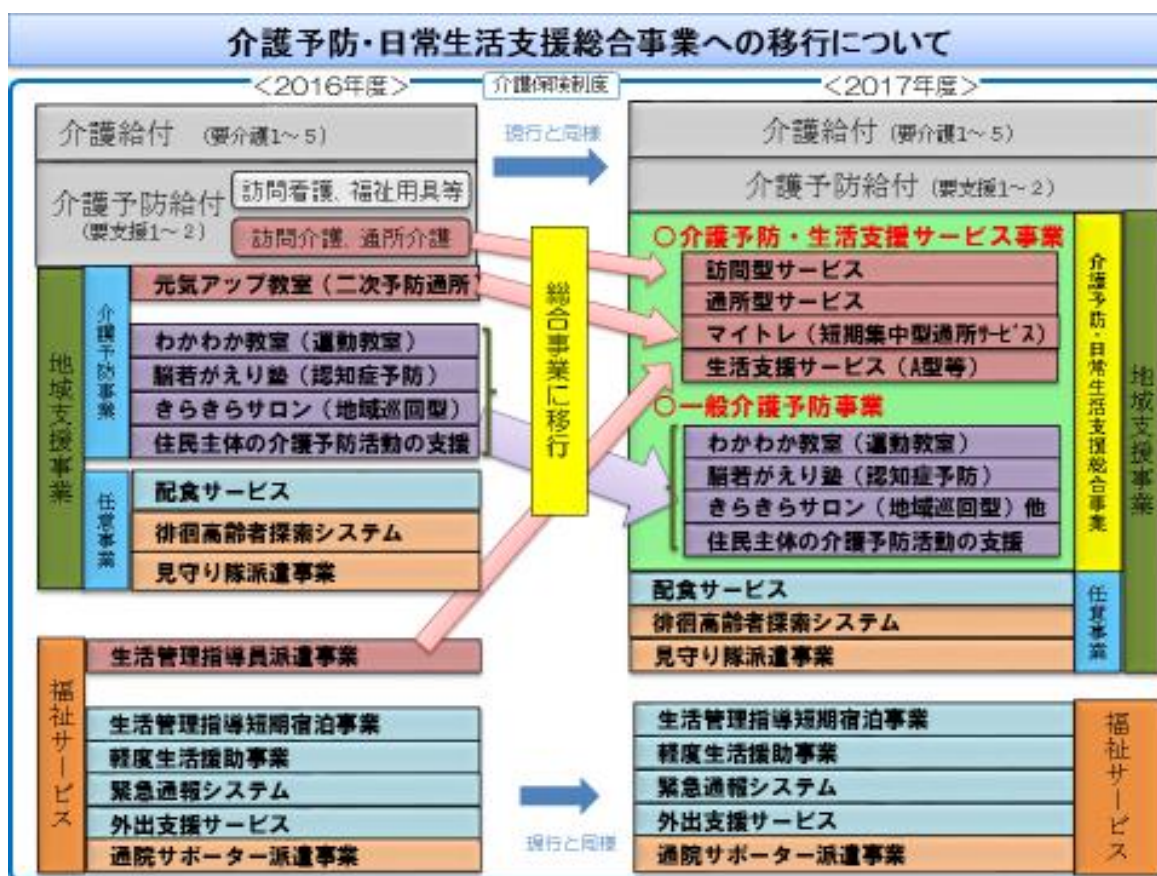 介護予防・日常生活支援総合事業への移行について
＜2016年度＞
介護保険制度
＜2017年度＞
介護給付（要介護1～5）
現行と同様
介護給付（要介護1～5）
介護予防給付
（要支援1～2）
訪問看護、福祉用具等
訪問介護、通所介護
介護予防給付（要支援1～2）
地域支援事業
介護予防事業
元気アップ教室（二次予防通所
わかわか教室（運動教室）
脳若がえり塾（認知症予防）
きらきらサロン（地域巡回型）
住民主体の介護予防活動の支援
任意事業
配食サービス
徘徊高齢者探索システム
見守り隊派遣事業
総合事業に移行
○介護予防・生活支援サービス事業
訪問型サービス
通所型サービス
マイトレ（短期集中型通所ｻｰﾋﾞｽ）
生活支援サービス（A型等）
○一般介護予防事業
わかわか教室（運動教室）
脳若がえり塾（認知症予防）
きらきらサロン（地域巡回型）他
住民主体の介護予防活動の支援
介護予防・日常生活支援総合事業
地域支援事業
配食サービス
徘徊高齢者探索システム
見守り隊派遣事業
任意事業
福祉サービス
生活管理指導員派遣事業
生活管理指導短期宿泊事業
軽度生活援助事業
緊急通報システム
外出支援サービス
通院サポーター派遣事業
現行と同様
生活管理指導短期宿泊事業
軽度生活援助事業
緊急通報システム
外出支援サービス
通院サポーター派遣事業
福祉サービス